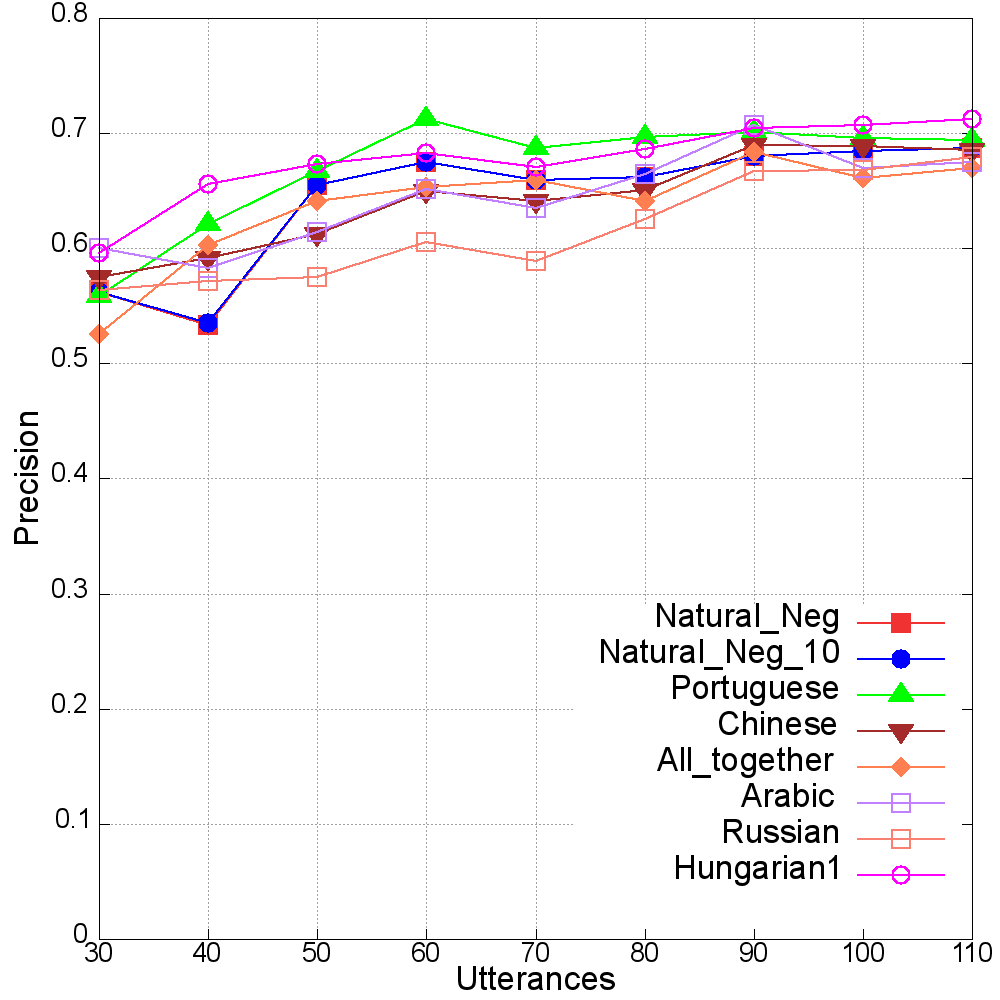 0.8
0.7
0.6
0.5
0.4
0.3
0.2
0.1
0
Precision
Natural_Neg
Natural_Neg_10
Portuguese
Chinese
All_together
Arabic
Russian
Hungarian1
30 40 50 60 70 80 90 100 110
Utterances